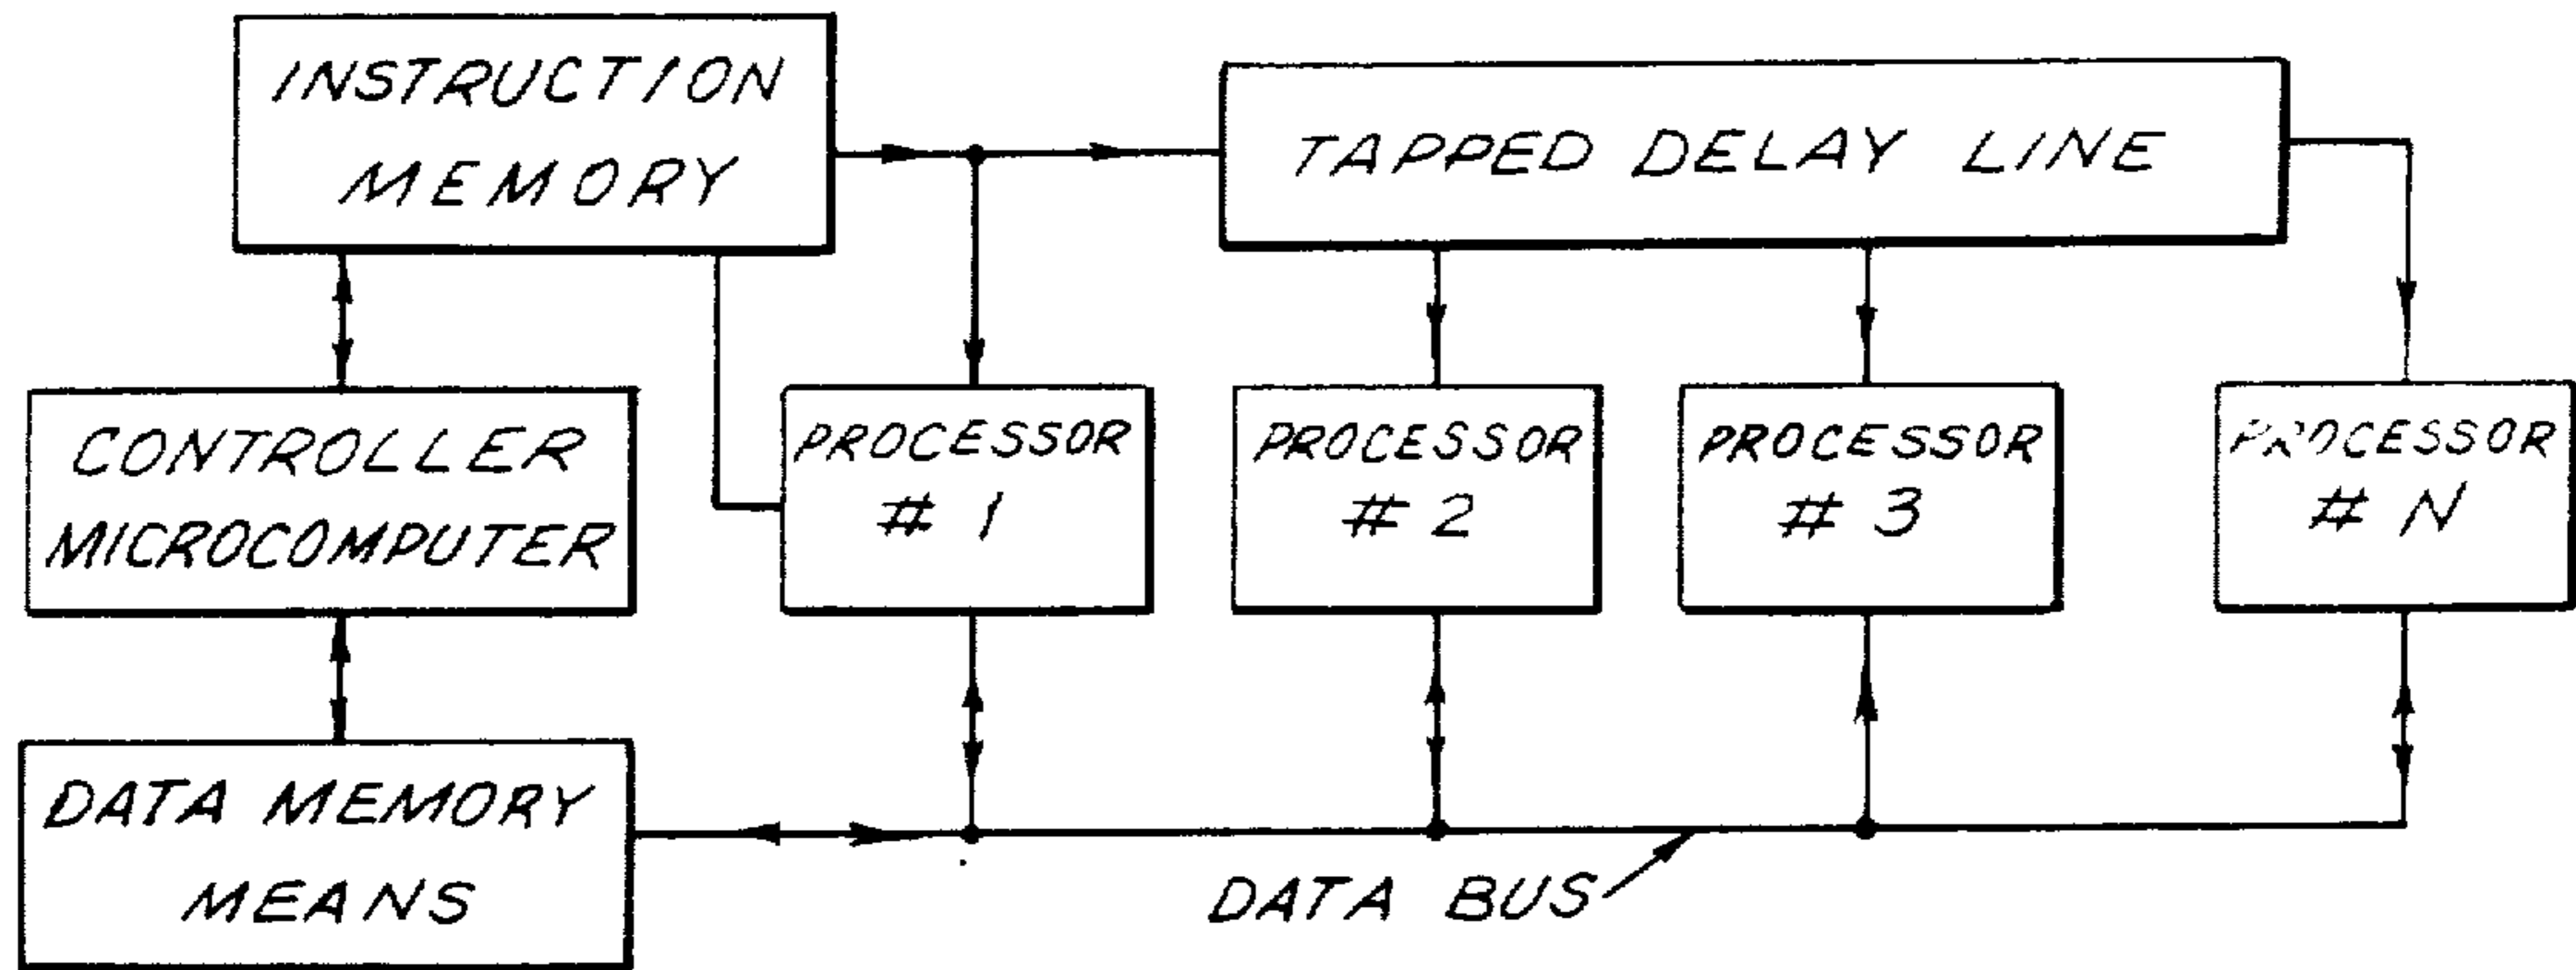 INSTRUCTION
MEMORY
TAPPED DELAY LINE
CONTROLLER
MICROCOMPUTER
PROCESSOR
# 1
PROCESSOR
# 2
PROCESSOR
# 3
PROCESSOR
# N
DATA MEMORY
MEANS
DATA BUS